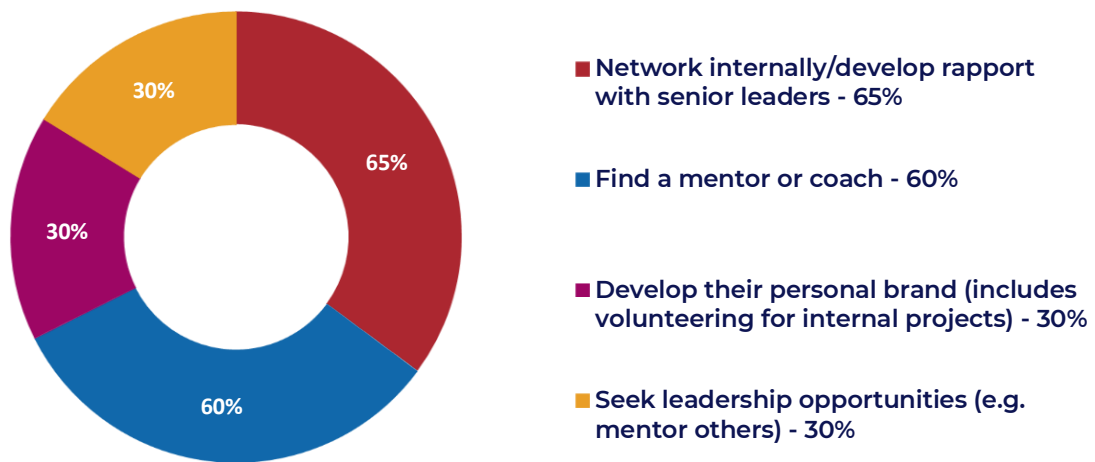 30%
65%
30%
60%
Network internally/develop rapport
with senior leaders - 65%
Find a mentor or coach - 60%
Develop their personal brand (includes
volunteering for internal projects) - 30%
Seek leadership opportunities (e.g.
mentor others) - 30%